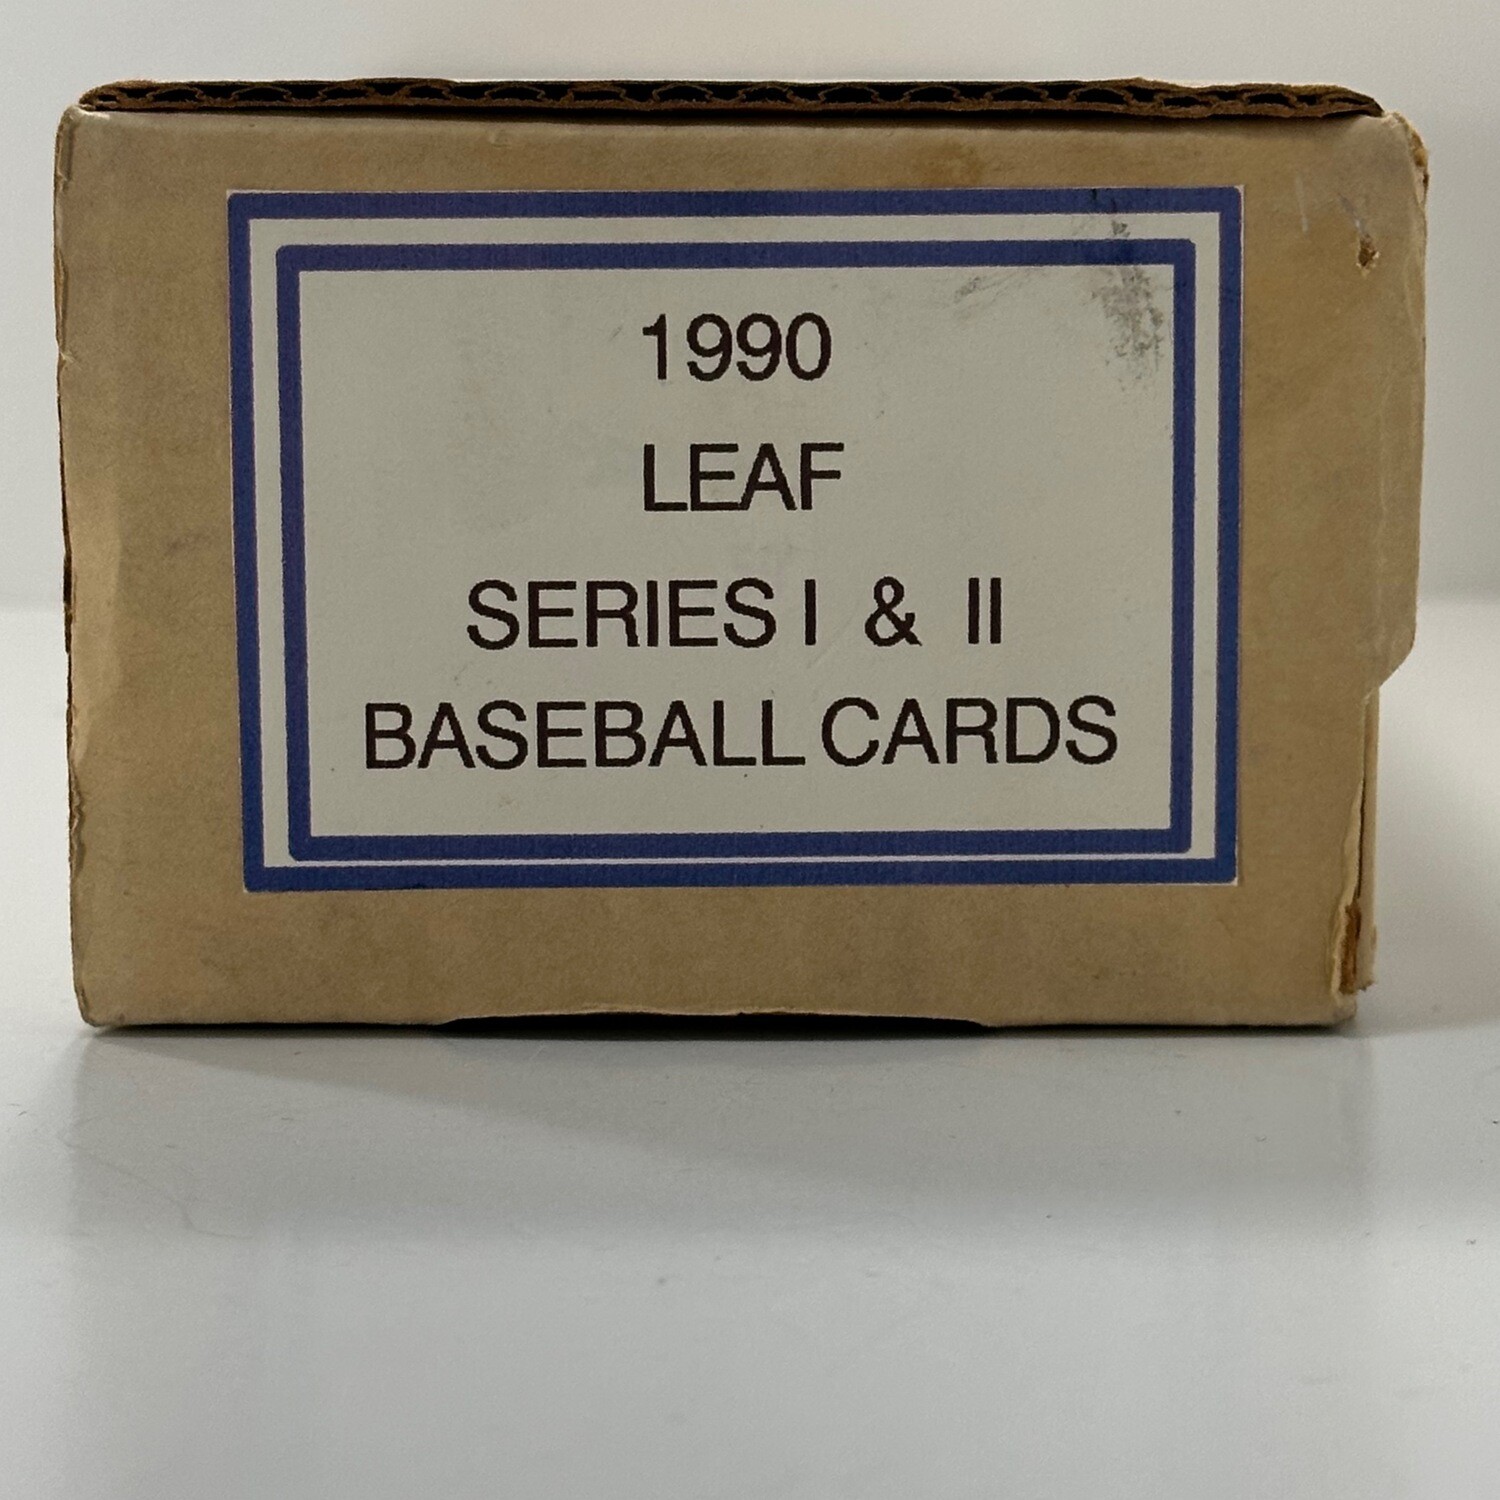 1990
LEAF
SERIES I & II
BASEBALL CARDS